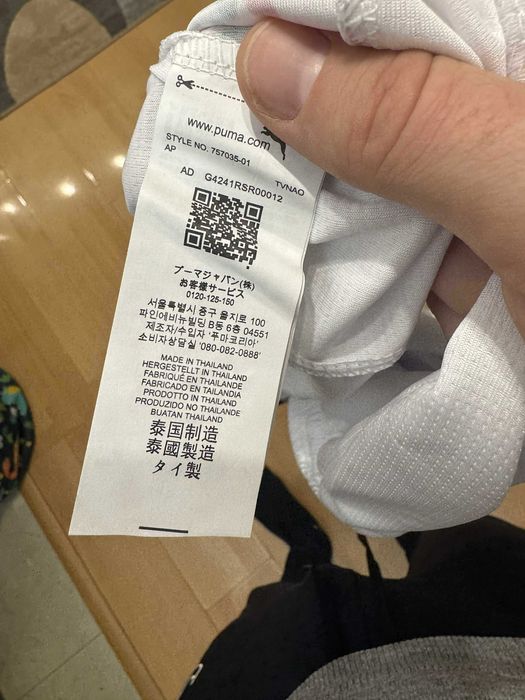 www.puma.com
STYLE NO. 757035-01
AP
TVNAO
AD G4241RSR00012
プーマジャパン(株)
お客様サービス
0120-125-150
서울특별시 중구 을지로 100
파인에비뉴빌딩 B동 6층 04551
제조자/수입자 '푸마코리아'
소비자상담실 '080-082-0888'
MADE IN THAILAND
HERGESTELLT IN THAILAND
FABRIQUÉ EN THAILANDE
FABRICADO EN TAILANDIA
PRODOTTO IN THAILAND
PRODUZIDO NO THAILANDE
BUATAN THAILAND
泰国制造
泰國製造
タイ製